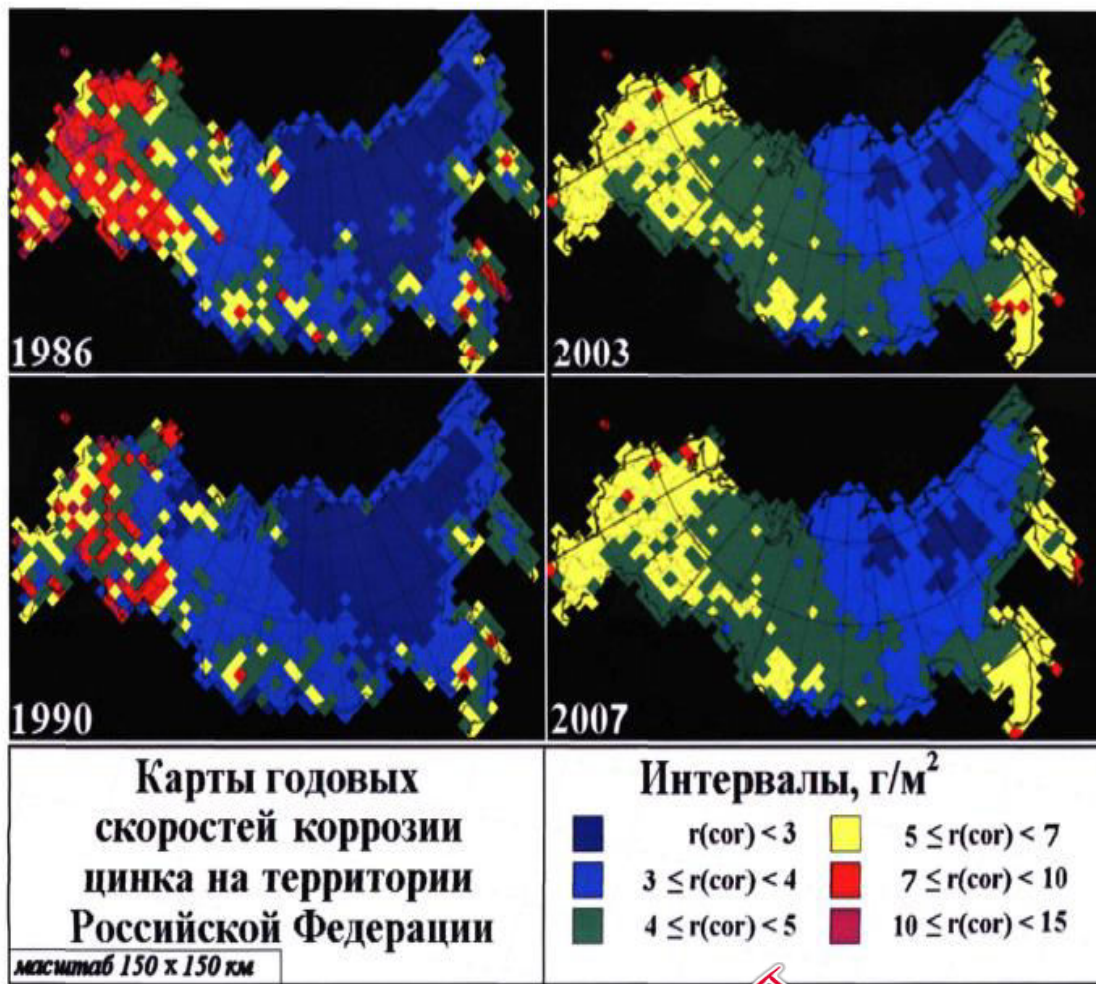 1986
2003
1990
2007
Карты годовых
скоростей коррозии
цинка на территории
Российской Федерации
масштаб 150 х 150 км
Интервалы, г/м²
r(cor) < 3
3 ≤ r(cor) < 4
4 ≤ r(cor) < 5
5 ≤ r(cor) < 7
7 ≤ r(cor) < 10
10 ≤ r(cor) < 15